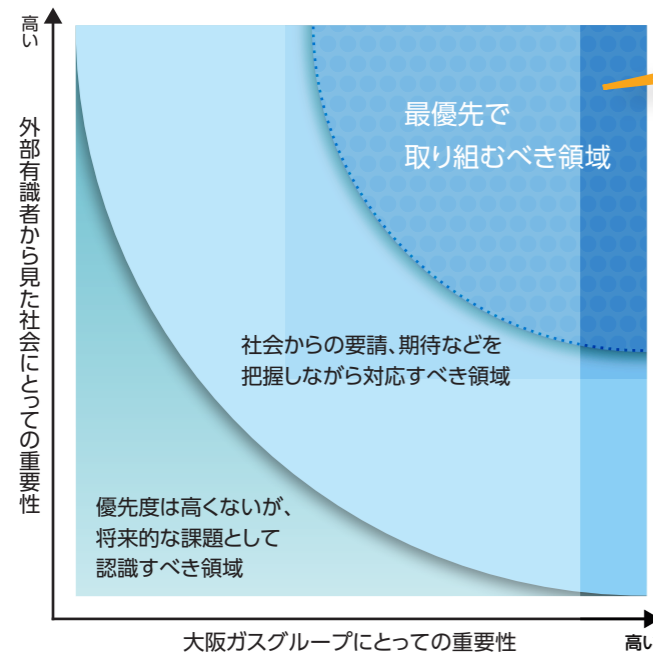 高い
外部有識者から見た社会にとっての重要性
最優先で
取り組むべき領域
社会からの要請、期待などを
把握しながら対応すべき領域
優先度は高くないが、
将来的な課題として
認識すべき領域
大阪ガスグループにとっての重要性
高い